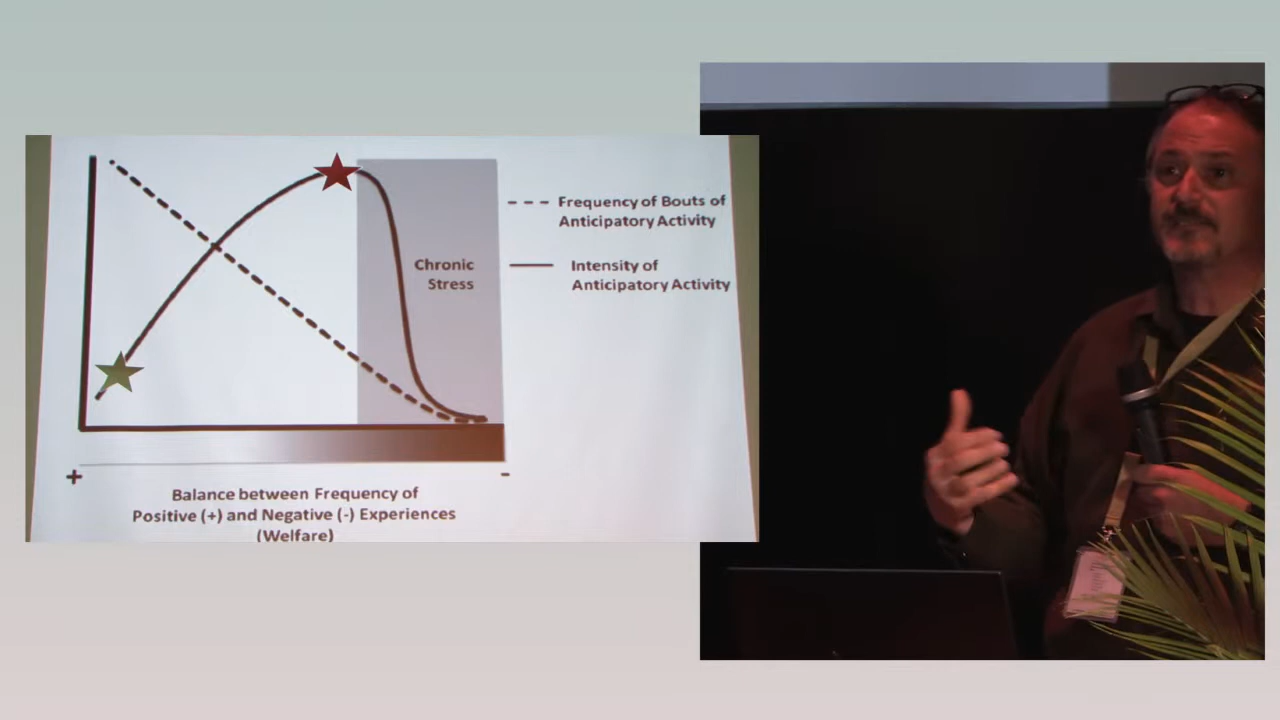 Frequency of Bouts of
Anticipatory Activity
Intensity of
Anticipatory Activity
Chronic
Stress
+
-
Balance between Frequency of
Positive (+) and Negative (-) Experiences
(Welfare)